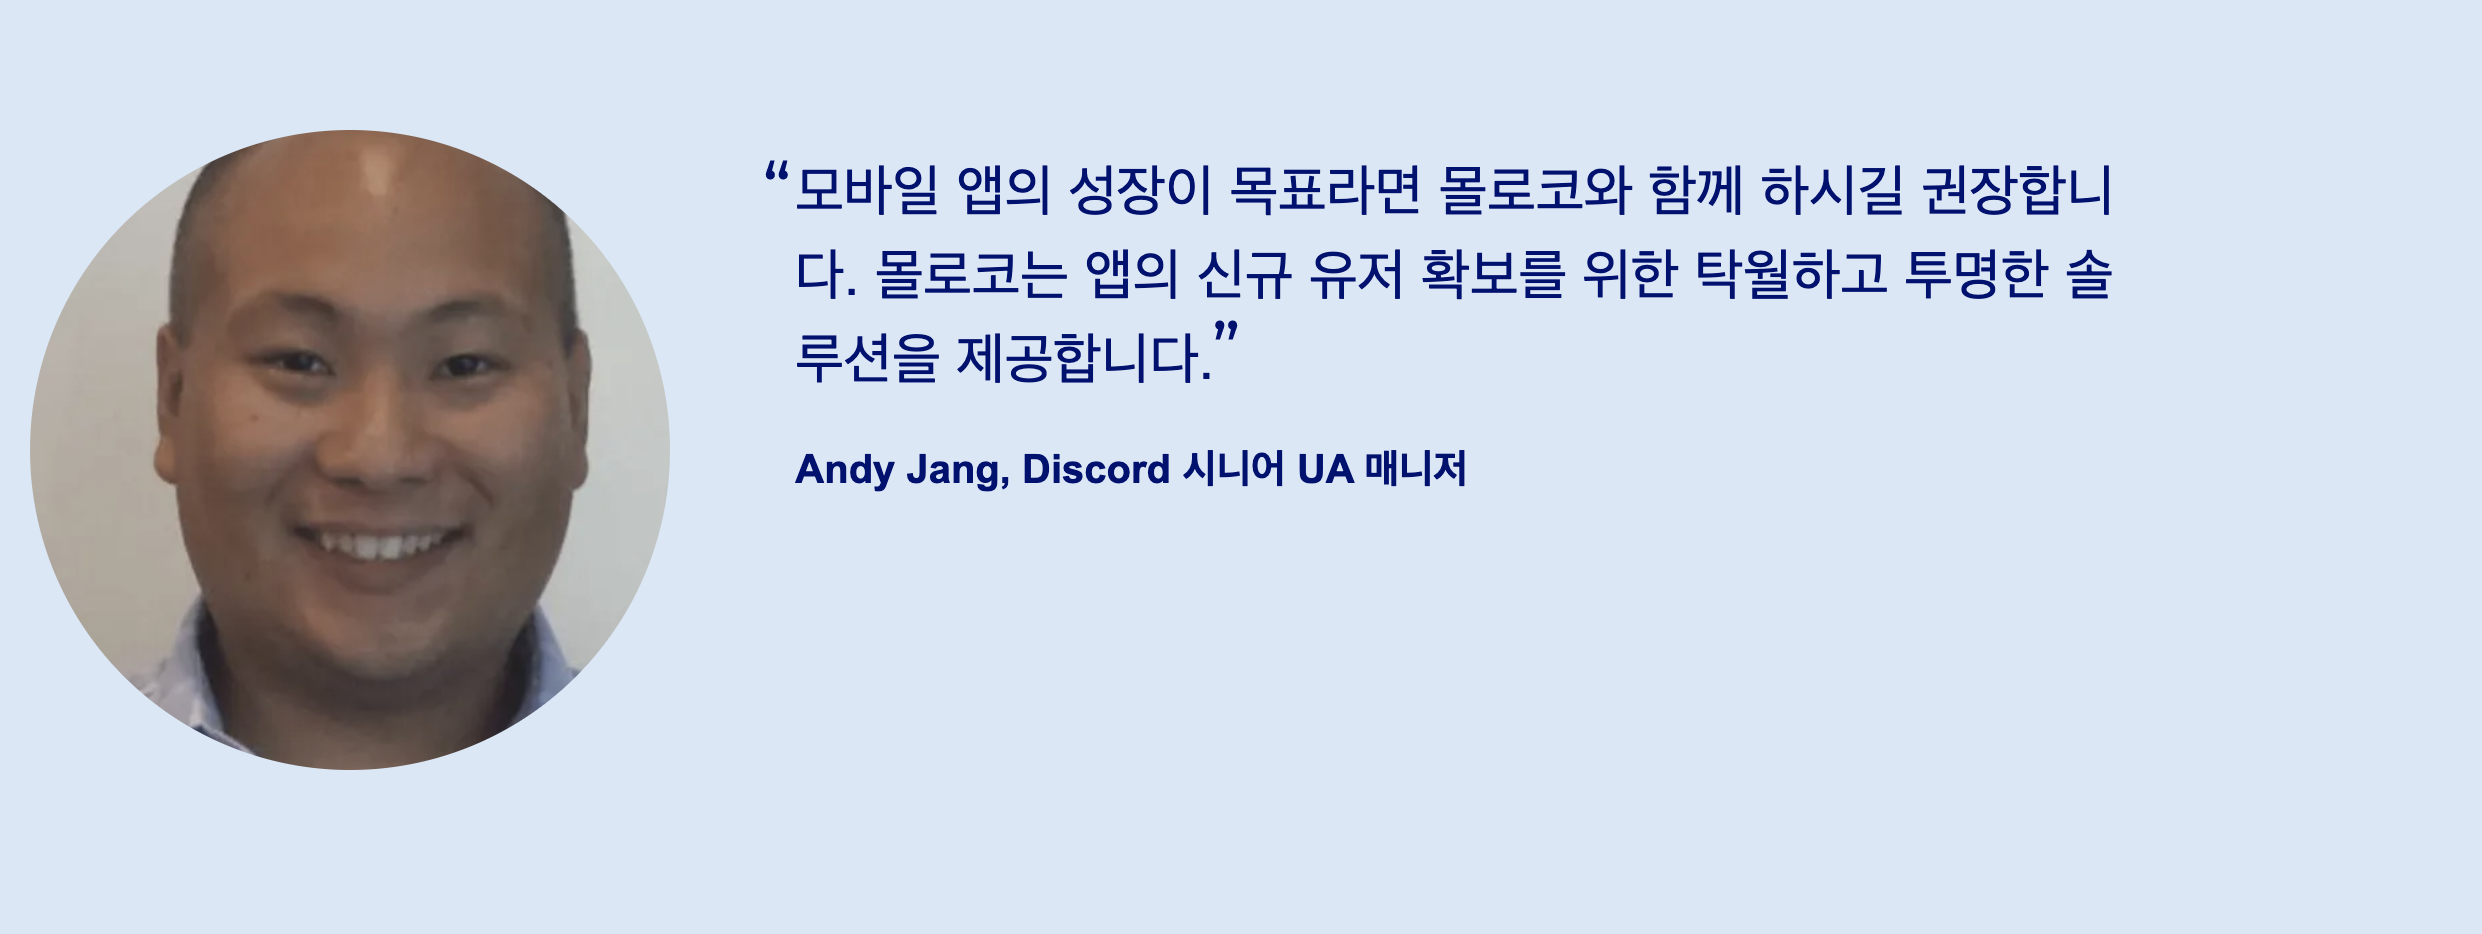 “모바일 앱의 성장이 목표라면 몰로코와 함께 하시길 권장합니
다. 몰로코는 앱의 신규 유저 확보를 위한 탁월하고 투명한 솔
루션을 제공합니다.”
Andy Jang, Discord 시니어 UA 매니저